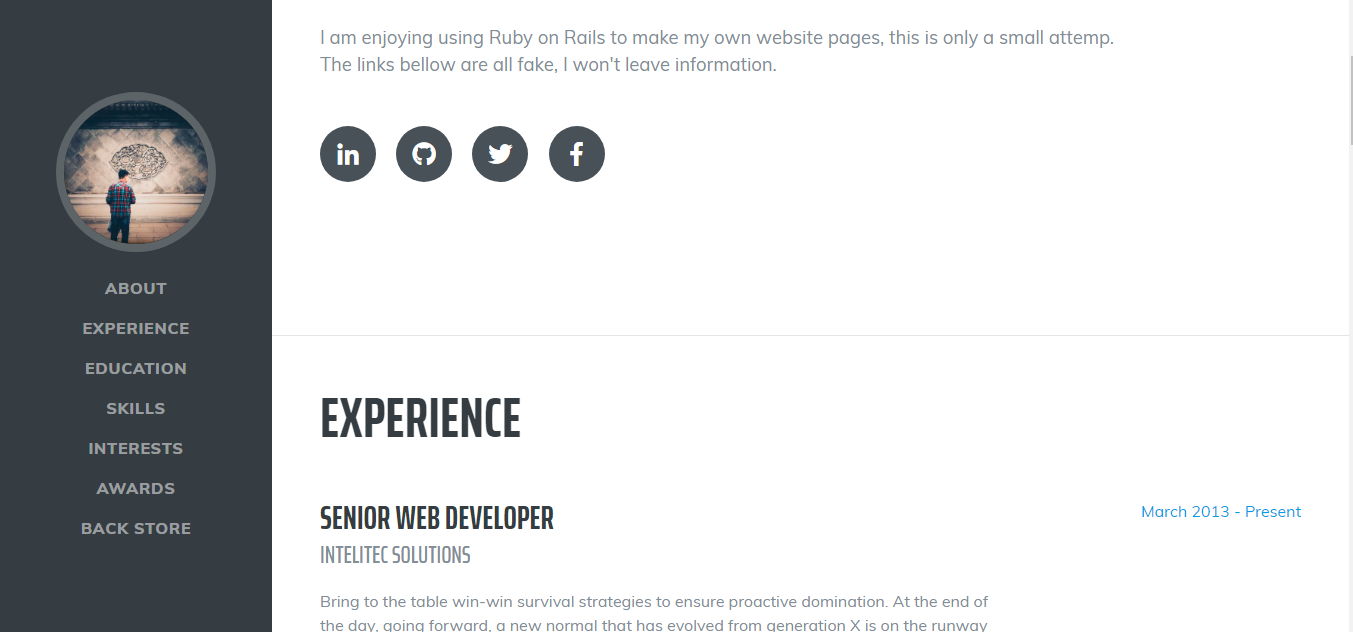 I am enjoying using Ruby on Rails to make my own website pages, this is only a small attemp.
The links bellow are all fake, I won't leave information.
in
f
ABOUT
EXPERIENCE
EDUCATION
SKILLS
INTERESTS
AWARDS
BACK STORE
EXPERIENCE
SENIOR WEB DEVELOPER
March 2013 - Present
INTELITEC SOLUTIONS
Bring to the table win-win survival strategies to ensure proactive domination. At the end of
the day, going forward, a new normal that has evolved from generation X is on the runway